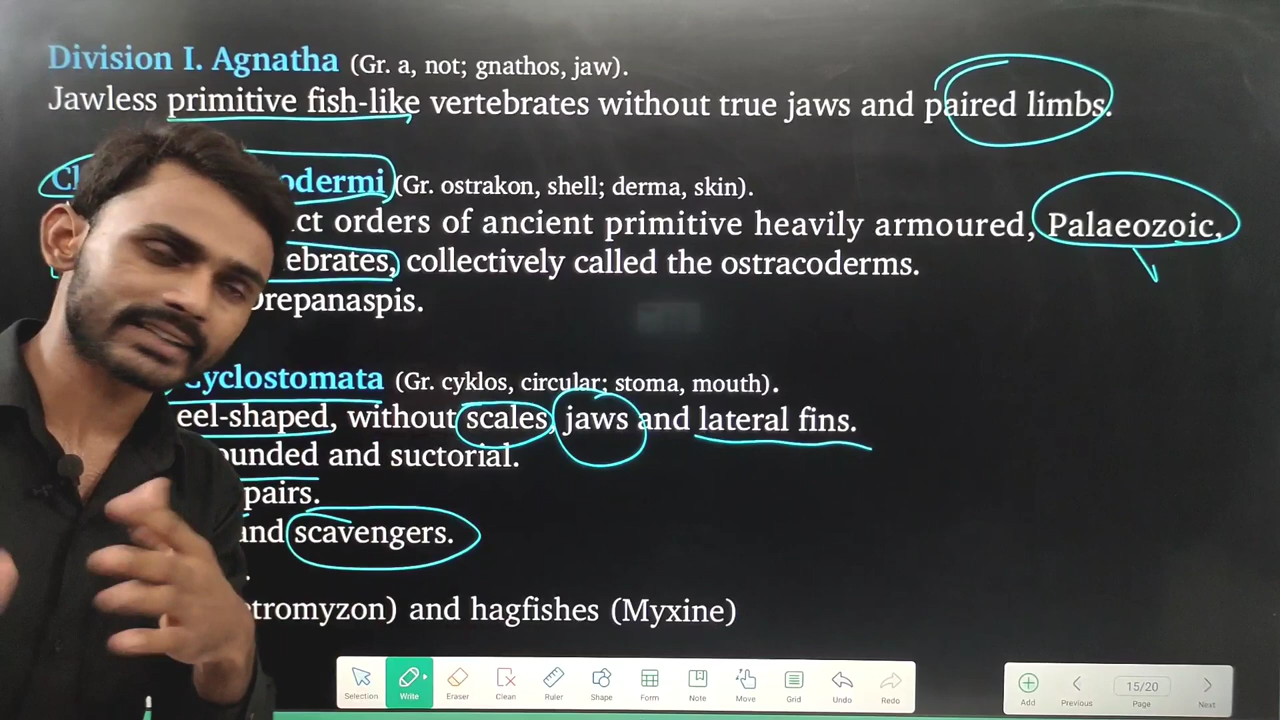 Division I. Agnatha (Gr. a, not; gnathos, jaw).
Jawless primitive fish-like vertebrates without true jaws and paired limbs.
Cl odermi (Gr. ostrakon, shell; derma, skin).
ct orders of ancient primitive heavily armoured, Palaeozoic,
ebrates, collectively called the ostracoderms.
Drepanaspis.
Cyclostomata (Gr. cyklos, circular; stoma, mouth).
eel-shaped, without scales, jaws and lateral fins.
ounded and suctorial.
pairs.
and scavengers.
tromyzon) and hagfishes (Myxine)
Selection Write Eraser Clean Ruler Shape Form Note Move Grid Undo Redo
Add Previous 15/20 Page Next